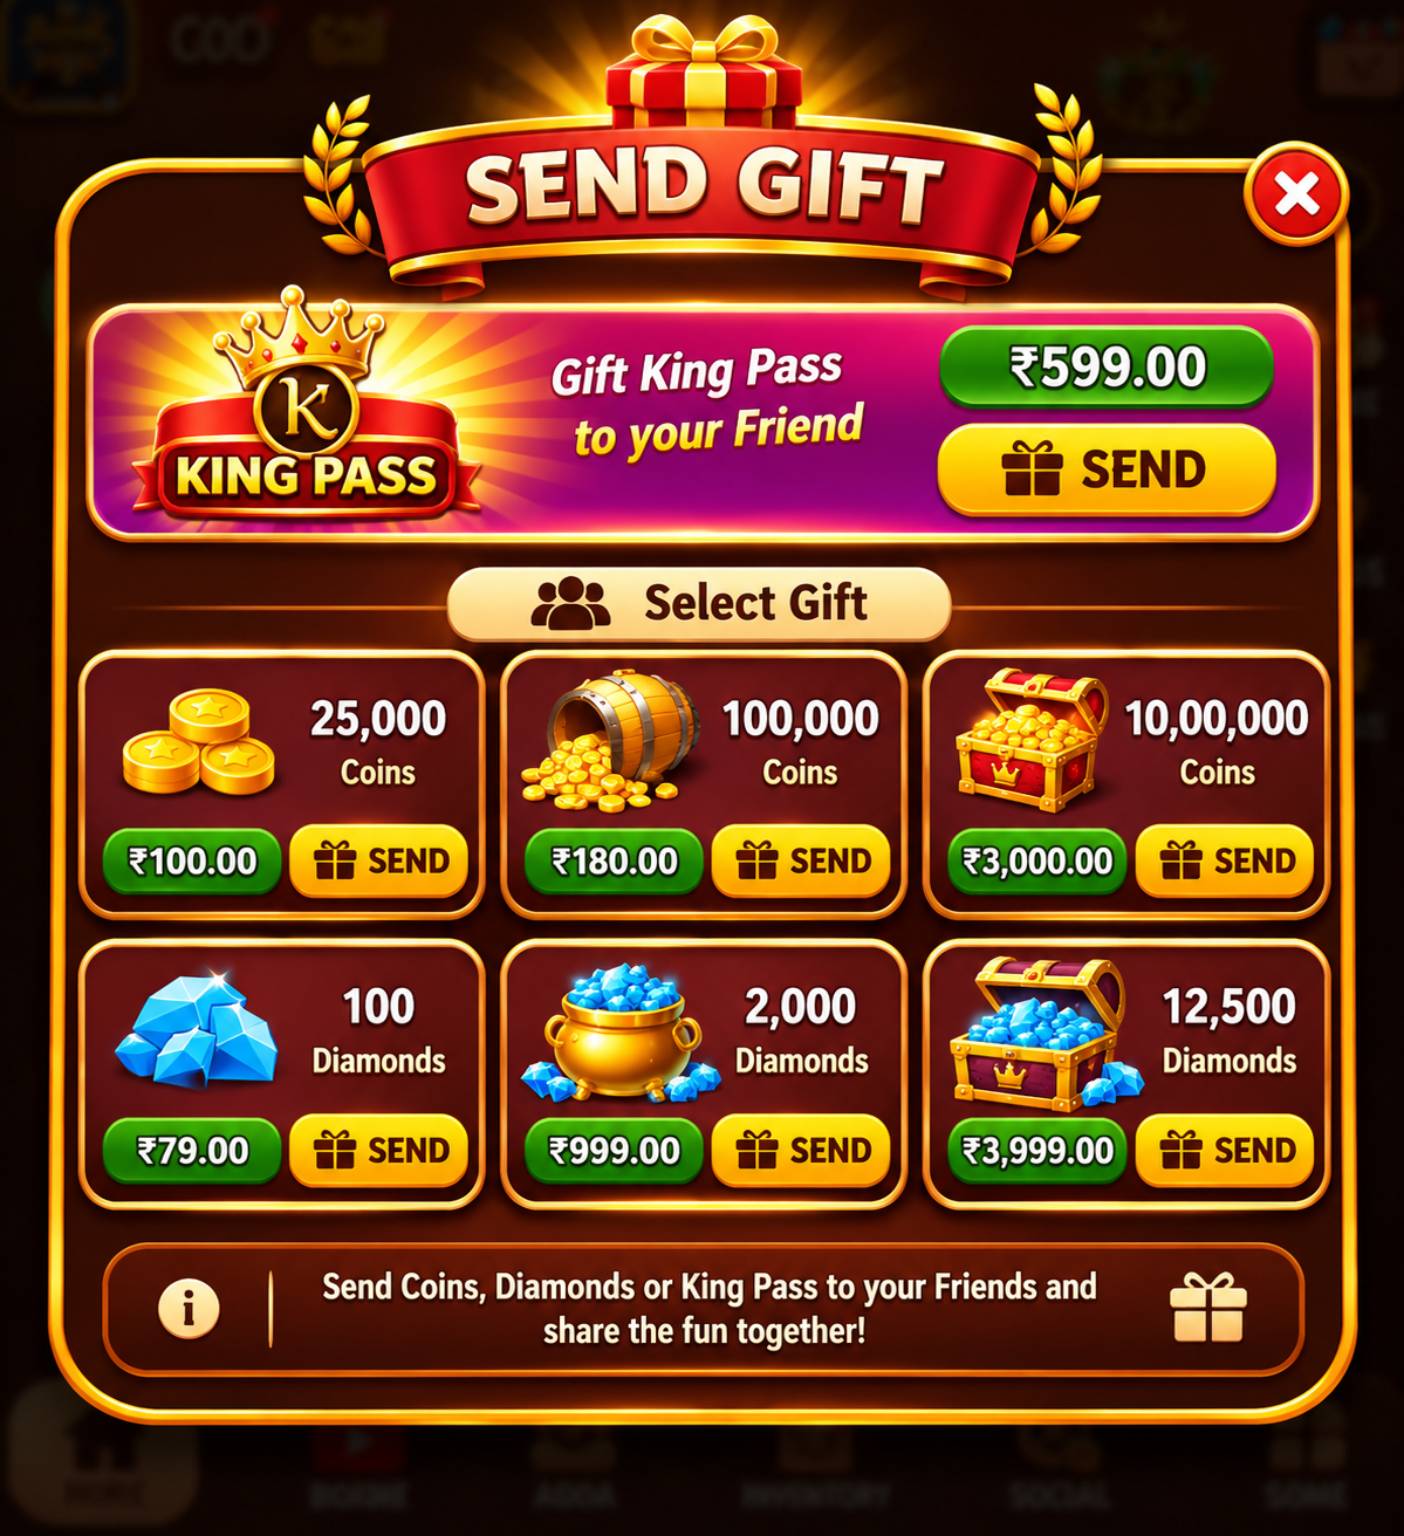 SEND GIFT
K
KING PASS
Gift King Pass
to your Friend
₹599.00
SEND
Select Gift
25,000
Coins
₹100.00
SEND
100,000
Coins
₹180.00
SEND
10,00,000
Coins
₹3,000.00
SEND
100
Diamonds
₹79.00
SEND
2,000
Diamonds
₹999.00
SEND
12,500
Diamonds
₹3,999.00
SEND
i
Send Coins, Diamonds or King Pass to your Friends and
share the fun together!
INVENTORY
SOCIAL